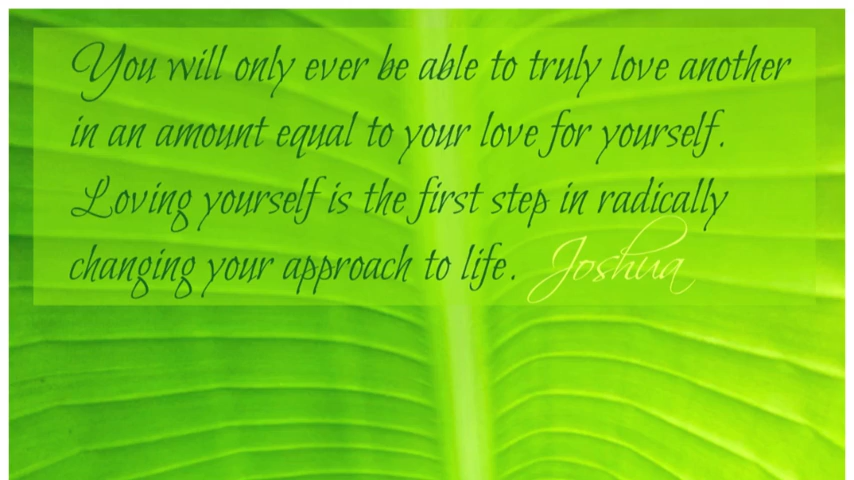 You will only ever be able to truly love another
in an amount equal to your love for yourself.
Loving yourself is the first step in radically
changing your approach to life. Joshua